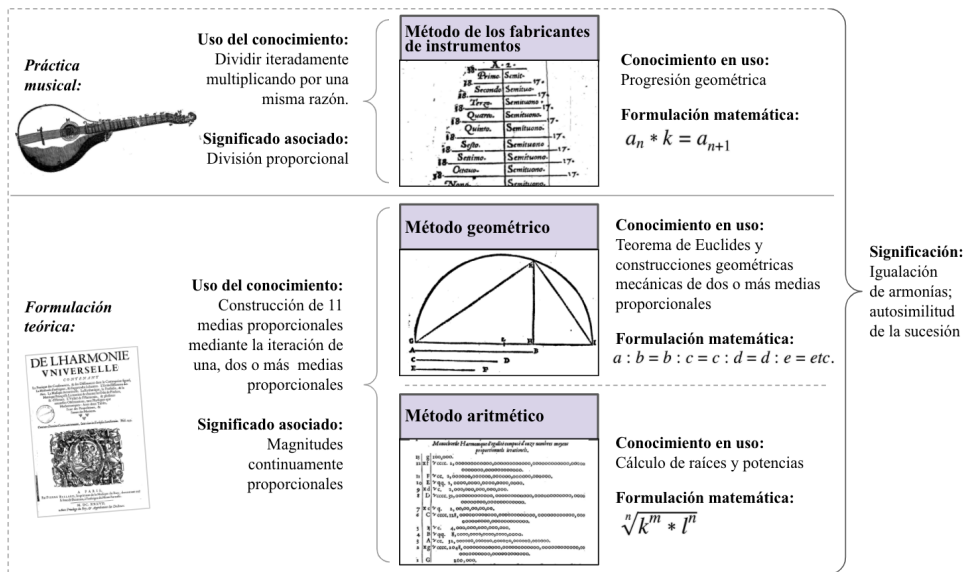 Práctica
musical:
Uso del conocimiento:
Dividir iteradamente
multiplicando por una
misma razón.
Significado asociado:
División proporcional
Método de los fabricantes
de instrumentos
A - 2 -
Primo Semit-
Secondo Semituo-
Terzo Semituono
Quarto. Semituono.
Quinto. Semituono.
Sesto. Semituono
Settimo. Semituono.
Ottauo. Semituono.
Nono. Semituono.
Conocimiento en uso:
Progresión geométrica
Formulación matemática:
aₙ * k = aₙ₊₁
Formulación
teórica:
DE L'HARMONIE
VNIVERSELLE
A PARIS,
Uso del conocimiento:
Construcción de 11
medias proporcionales
mediante la iteración de
una, dos o más medias
proporcionales
Significado asociado:
Magnitudes
continuamente
proporcionales
Método geométrico
G H I
A B
C D
E F
Conocimiento en uso:
Teorema de Euclides y
construcciones geométricas
mecánicas de dos o más medias
proporcionales
Formulación matemática:
a : b = b : c = c : d = d : e = etc.
Método aritmético
Conocimiento en uso:
Cálculo de raíces y potencias
Formulación matemática:
ⁿ√(kᵐ * lⁿ)
Significación:
Igualación
de armonías;
autosimilitud
de la sucesión